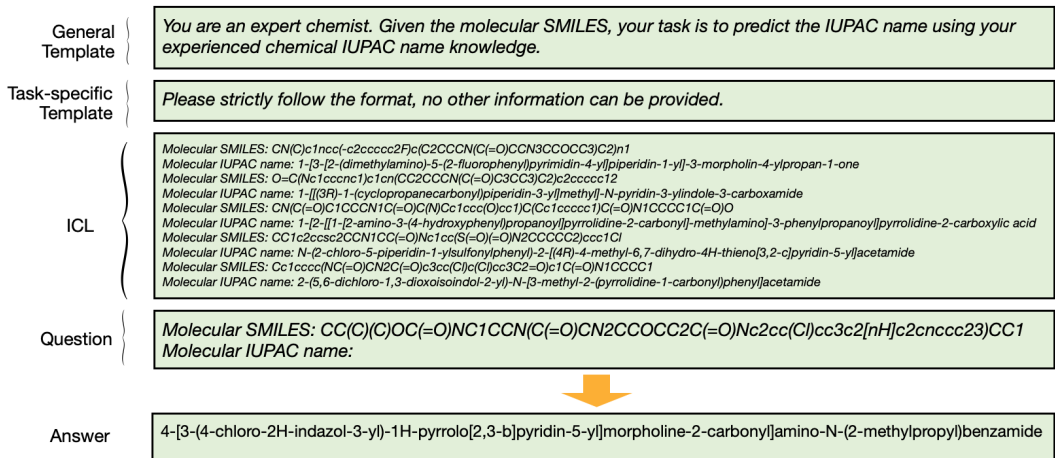 General
Template
You are an expert chemist. Given the molecular SMILES, your task is to predict the IUPAC name using your
experienced chemical IUPAC name knowledge.
Task-specific
Template
Please strictly follow the format, no other information can be provided.
ICL
Molecular SMILES: CN(C)c1ncc(-c2ccccc2F)c(C2CCCN(C(=O)CCN3CCOCC3)C2)n1
Molecular IUPAC name: 1-[3-[2-(dimethylamino)-5-(2-fluorophenyl)pyrimidin-4-yl]piperidin-1-yl]-3-morpholin-4-ylpropan-1-one
Molecular SMILES: O=C(Nc1cccnc1)c1cn(CC2CCCN(C(=O)C3CC3)C2)c2ccccc12
Molecular IUPAC name: 1-[[(3R)-1-(cyclopropanecarbonyl)piperidin-3-yl]methyl]-N-pyridin-3-ylindole-3-carboxamide
Molecular SMILES: CN(C(=O)C1CCCN1C(=O)C(N)Cc1ccc(O)cc1)C(Cc1ccccc1)C(=O)N1CCCC1C(=O)O
Molecular IUPAC name: 1-[2-[[1-[2-amino-3-(4-hydroxyphenyl)propanoyl]pyrrolidine-2-carbonyl]-methylamino]-3-phenylpropanoyl]pyrrolidine-2-carboxylic acid
Molecular SMILES: CC1c2ccsc2CCN1CC(=O)Nc1cc(S(=O)(=O)N2CCCCC2)ccc1Cl
Molecular IUPAC name: N-(2-chloro-5-piperidin-1-ylsulfonylphenyl)-2-[(4R)-4-methyl-6,7-dihydro-4H-thieno[3,2-c]pyridin-5-yl]acetamide
Molecular SMILES: Cc1cccc(NC(=O)CN2C(=O)c3cc(Cl)c(Cl)cc3C2=O)c1C(=O)N1CCCC1
Molecular IUPAC name: 2-(5,6-dichloro-1,3-dioxoisoindol-2-yl)-N-[3-methyl-2-(pyrrolidine-1-carbonyl)phenyl]acetamide
Question
Molecular SMILES: CC(C)(C)OC(=O)NC1CCN(C(=O)CN2CCOCC2C(=O)Nc2cc(Cl)cc3c2[nH]c2cnccc23)CC1
Molecular IUPAC name:
Answer
4-[3-(4-chloro-2H-indazol-3-yl)-1H-pyrrolo[2,3-b]pyridin-5-yl]morpholine-2-carbonyl]amino-N-(2-methylpropyl)benzamide